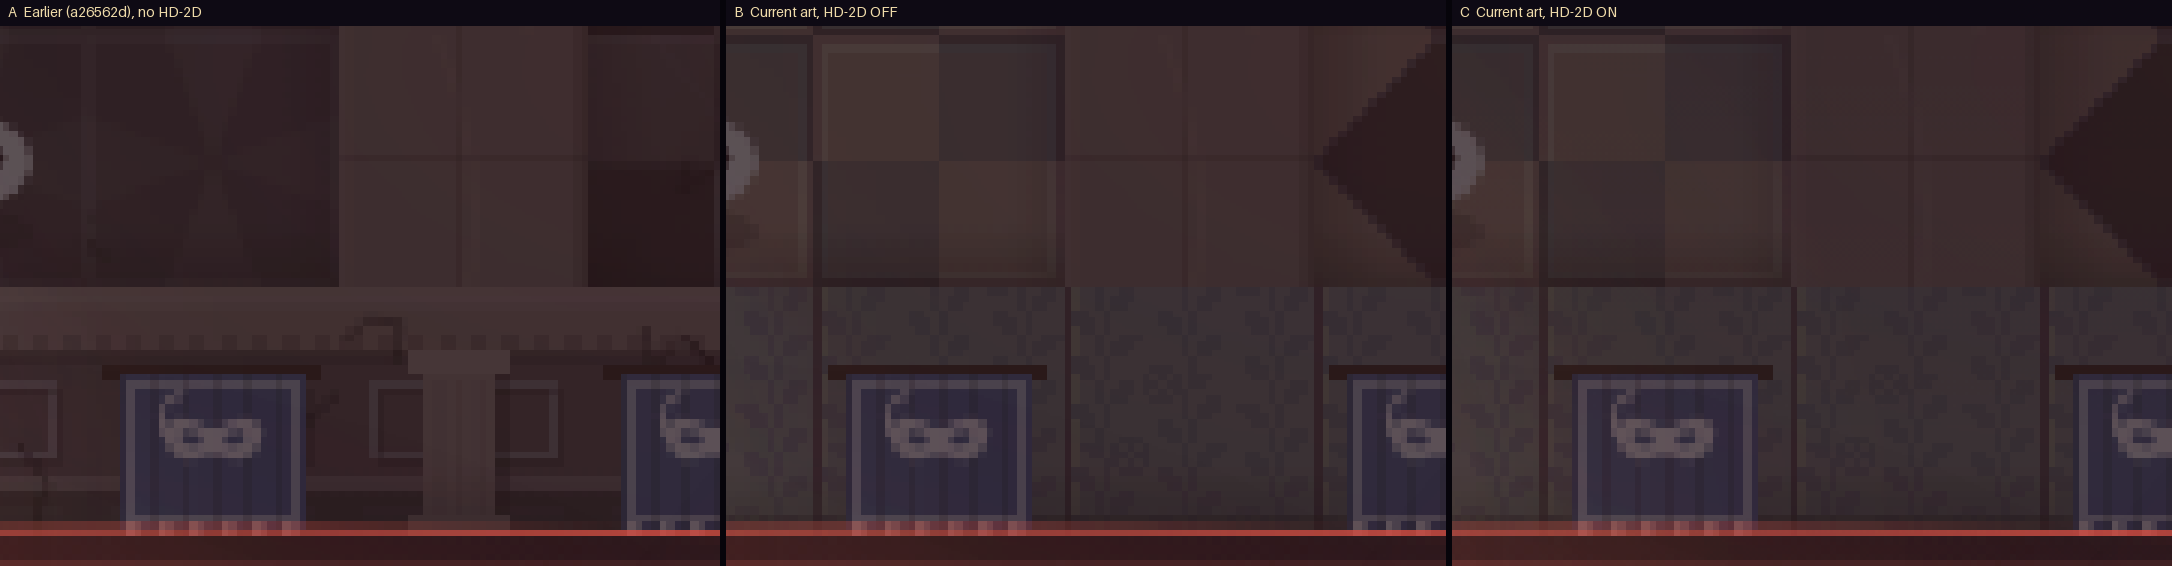 A Earlier (a26562d), no HD-2D
B Current art, HD-2D OFF
C Current art, HD-2D ON